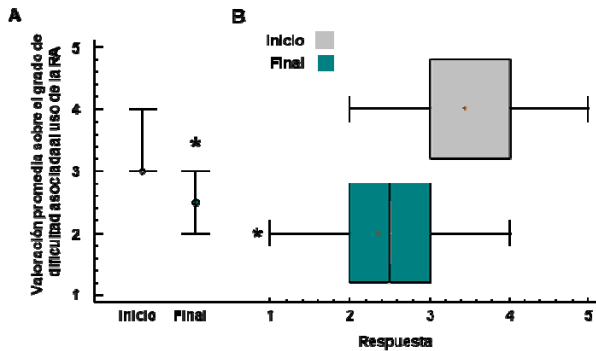 A
B
Valoración promedia sobre el grado de
dificultad asociada al uso de la RA
5
4
3
2
1
Inicio
Final
*
*
Inicio
Final
1
2
3
4
5
Respuesta